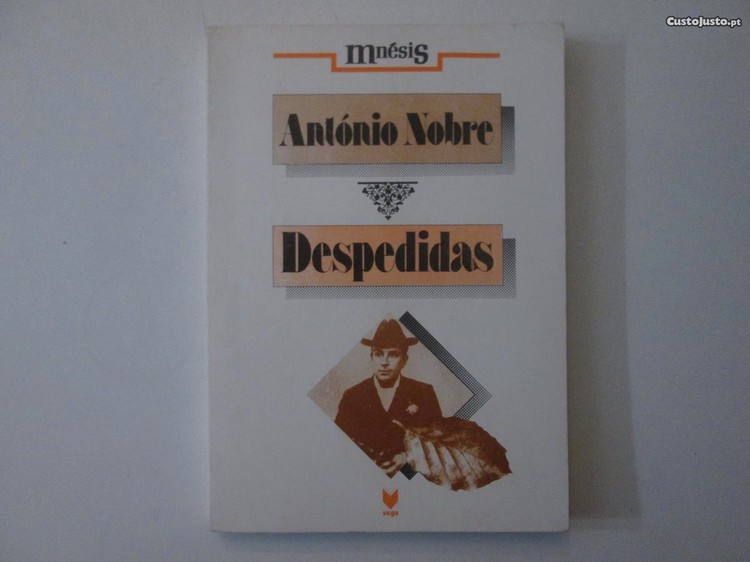 CustoJusto.pt
mnésis
António Nobre
Despedidas
vega